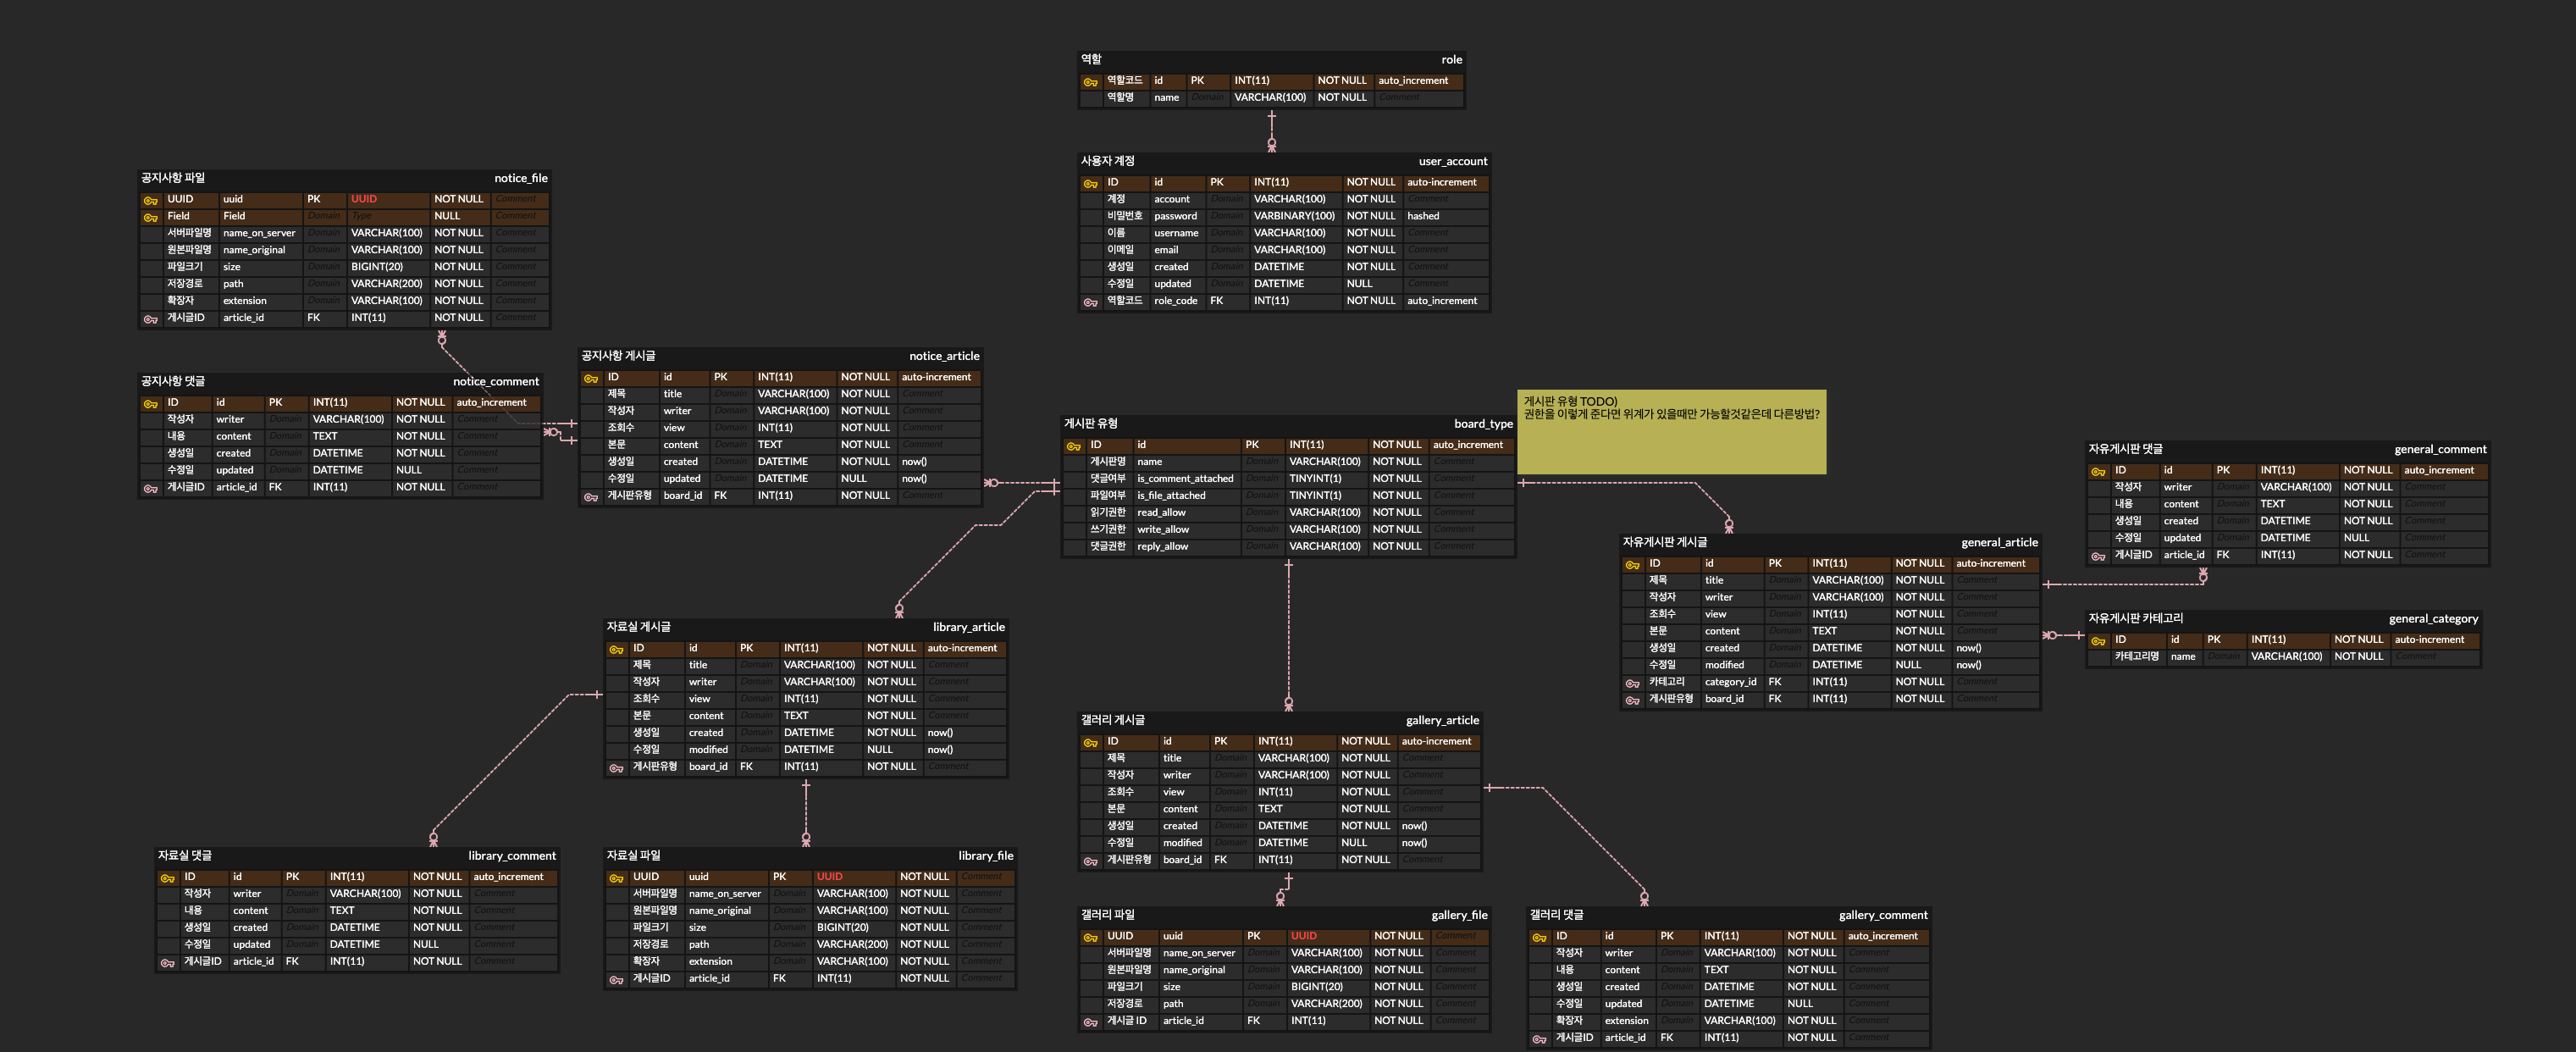 역할 role
역할코드 id PK INT(11) NOT NULL auto_increment
역할명 name Domain VARCHAR(100) NOT NULL Comment
사용자 계정 user_account
ID id PK INT(11) NOT NULL auto-increment
계정 account Domain VARCHAR(100) NOT NULL Comment
비밀번호 password Domain VARBINARY(100) NOT NULL hashed
이름 username Domain VARCHAR(100) NOT NULL Comment
이메일 email Domain VARCHAR(100) NOT NULL Comment
생성일 created Domain DATETIME NOT NULL Comment
수정일 updated Domain DATETIME NULL Comment
역할코드 role_code FK INT(11) NOT NULL auto_increment
공지사항 파일 notice_file
UUID uuid PK UUID NOT NULL Comment
Field Field Domain Type NULL Comment
서버파일명 name_on_server Domain VARCHAR(100) NOT NULL Comment
원본파일명 name_original Domain VARCHAR(100) NOT NULL Comment
파일크기 size Domain BIGINT(20) NOT NULL Comment
저장경로 path Domain VARCHAR(200) NOT NULL Comment
확장자 extension Domain VARCHAR(100) NOT NULL Comment
게시글ID article_id FK INT(11) NOT NULL Comment
공지사항 댓글 notice_comment
ID id PK INT(11) NOT NULL auto_increment
작성자 writer Domain VARCHAR(100) NOT NULL Comment
내용 content Domain TEXT NOT NULL Comment
생성일 created Domain DATETIME NOT NULL Comment
수정일 updated Domain DATETIME NULL Comment
게시글ID article_id FK INT(11) NOT NULL Comment
공지사항 게시글 notice_article
ID id PK INT(11) NOT NULL auto-increment
제목 title Domain VARCHAR(100) NOT NULL Comment
작성자 writer Domain VARCHAR(100) NOT NULL Comment
조회수 view Domain INT(11) NOT NULL Comment
본문 content Domain TEXT NOT NULL Comment
생성일 created Domain DATETIME NOT NULL now()
수정일 updated Domain DATETIME NULL now()
게시판유형 board_id FK INT(11) NOT NULL Comment
게시판 유형 board_type
ID id PK INT(11) NOT NULL auto_increment
게시판명 name Domain VARCHAR(100) NOT NULL Comment
댓글여부 is_comment_attached Domain TINYINT(1) NOT NULL Comment
파일여부 is_file_attached Domain TINYINT(1) NOT NULL Comment
읽기권한 read_allow Domain VARCHAR(100) NOT NULL Comment
쓰기권한 write_allow Domain VARCHAR(100) NOT NULL Comment
댓글권한 reply_allow Domain VARCHAR(100) NOT NULL Comment
게시판 유형 TODO)
권한을 이렇게 준다면 위계가 있을때만 가능할것같은데 다른방법?
자유게시판 댓글 general_comment
ID id PK INT(11) NOT NULL auto_increment
작성자 writer Domain VARCHAR(100) NOT NULL Comment
내용 content Domain TEXT NOT NULL Comment
생성일 created Domain DATETIME NOT NULL Comment
수정일 updated Domain DATETIME NULL Comment
게시글ID article_id FK INT(11) NOT NULL Comment
자유게시판 게시글 general_article
ID id PK INT(11) NOT NULL auto-increment
제목 title Domain VARCHAR(100) NOT NULL Comment
작성자 writer Domain VARCHAR(100) NOT NULL Comment
조회수 view Domain INT(11) NOT NULL Comment
본문 content Domain TEXT NOT NULL Comment
생성일 created Domain DATETIME NOT NULL now()
수정일 modified Domain DATETIME NULL now()
카테고리 category_id FK INT(11) NOT NULL Comment
게시판유형 board_id FK INT(11) NOT NULL Comment
자유게시판 카테고리 general_category
ID id PK INT(11) NOT NULL auto-increment
카테고리명 name Domain VARCHAR(100) NOT NULL Comment
자료실 게시글 library_article
ID id PK INT(11) NOT NULL auto-increment
제목 title Domain VARCHAR(100) NOT NULL Comment
작성자 writer Domain VARCHAR(100) NOT NULL Comment
조회수 view Domain INT(11) NOT NULL Comment
본문 content Domain TEXT NOT NULL Comment
생성일 created Domain DATETIME NOT NULL now()
수정일 modified Domain DATETIME NULL now()
게시판유형 board_id FK INT(11) NOT NULL Comment
갤러리 게시글 gallery_article
ID id PK INT(11) NOT NULL auto-increment
제목 title Domain VARCHAR(100) NOT NULL Comment
작성자 writer Domain VARCHAR(100) NOT NULL Comment
조회수 view Domain INT(11) NOT NULL Comment
본문 content Domain TEXT NOT NULL Comment
생성일 created Domain DATETIME NOT NULL now()
수정일 modified Domain DATETIME NULL now()
게시판유형 board_id FK INT(11) NOT NULL Comment
자료실 댓글 library_comment
ID id PK INT(11) NOT NULL auto_increment
작성자 writer Domain VARCHAR(100) NOT NULL Comment
내용 content Domain TEXT NOT NULL Comment
생성일 created Domain DATETIME NOT NULL Comment
수정일 updated Domain DATETIME NULL Comment
게시글ID article_id FK INT(11) NOT NULL Comment
자료실 파일 library_file
UUID uuid PK UUID NOT NULL Comment
서버파일명 name_on_server Domain VARCHAR(100) NOT NULL Comment
원본파일명 name_original Domain VARCHAR(100) NOT NULL Comment
파일크기 size Domain BIGINT(20) NOT NULL Comment
저장경로 path Domain VARCHAR(200) NOT NULL Comment
확장자 extension Domain VARCHAR(100) NOT NULL Comment
게시글ID article_id FK INT(11) NOT NULL Comment
갤러리 파일 gallery_file
UUID uuid PK UUID NOT NULL Comment
서버파일명 name_on_server Domain VARCHAR(100) NOT NULL Comment
원본파일명 name_original Domain VARCHAR(100) NOT NULL Comment
파일크기 size Domain BIGINT(20) NOT NULL Comment
저장경로 path Domain VARCHAR(200) NOT NULL Comment
게시글 ID article_id FK INT(11) NOT NULL Comment
갤러리 댓글 gallery_comment
ID id PK INT(11) NOT NULL auto_increment
작성자 writer Domain VARCHAR(100) NOT NULL Comment
내용 content Domain TEXT NOT NULL Comment
생성일 created Domain DATETIME NOT NULL Comment
수정일 updated Domain DATETIME NULL Comment
확장자 extension Domain VARCHAR(100) NOT NULL Comment
게시글ID article_id FK INT(11) NOT NULL Comment